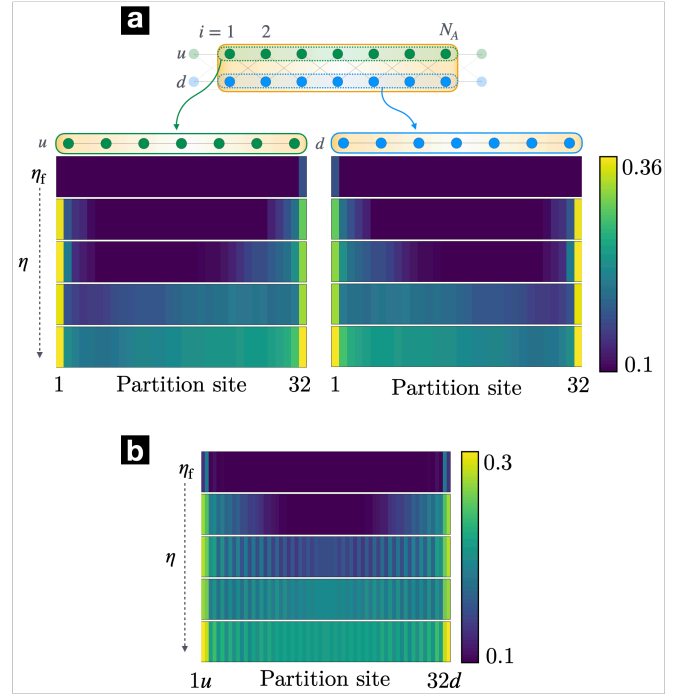 a
i = 1 2 N_A
u
d
u d
η_f 0.36
η
0.1
1 Partition site 32 1 Partition site 32
b
η_f 0.3
η
0.1
1u Partition site 32d